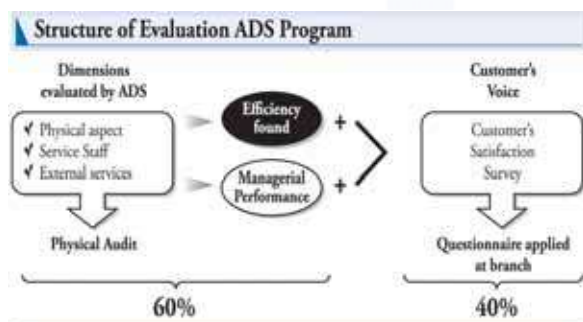 Structure of Evaluation ADS Program
Dimensions
evaluated by ADS
✓ Physical aspect
✓ Service Staff
✓ External services
Physical Audit
Efficiency
found
+
Managerial
Performance
+
60%
Customer's
Voice
Customer's
Satisfaction
Survey
Questionnaire applied
at branch
40%